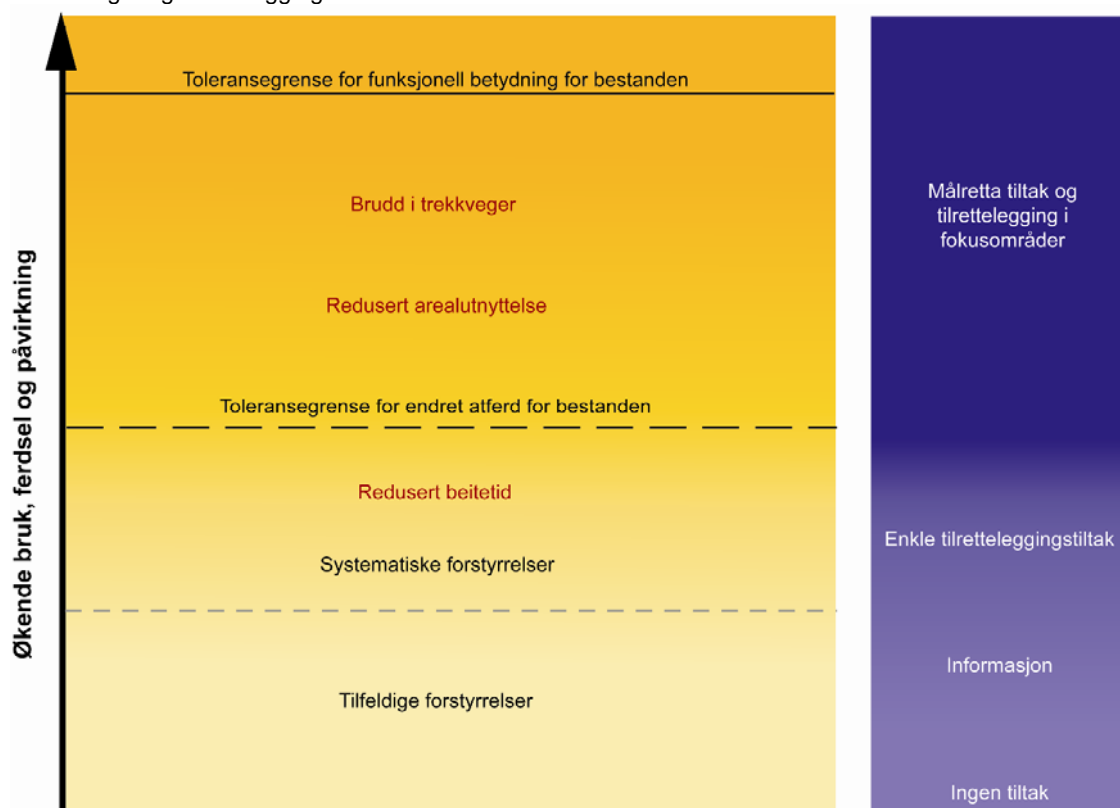 Toleransegrense for funksjonell betydning for bestanden
Brudd i trekkveger
Redusert arealutnyttelse
Toleransegrense for endret atferd for bestanden
Redusert beitetid
Systematiske forstyrrelser
Tilfeldige forstyrrelser
Økende bruk, ferdsel og påvirkning
Målretta tiltak og
tilrettelegging i
fokusområder
Enkle tilretteleggingstiltak
Informasjon
Ingen tiltak